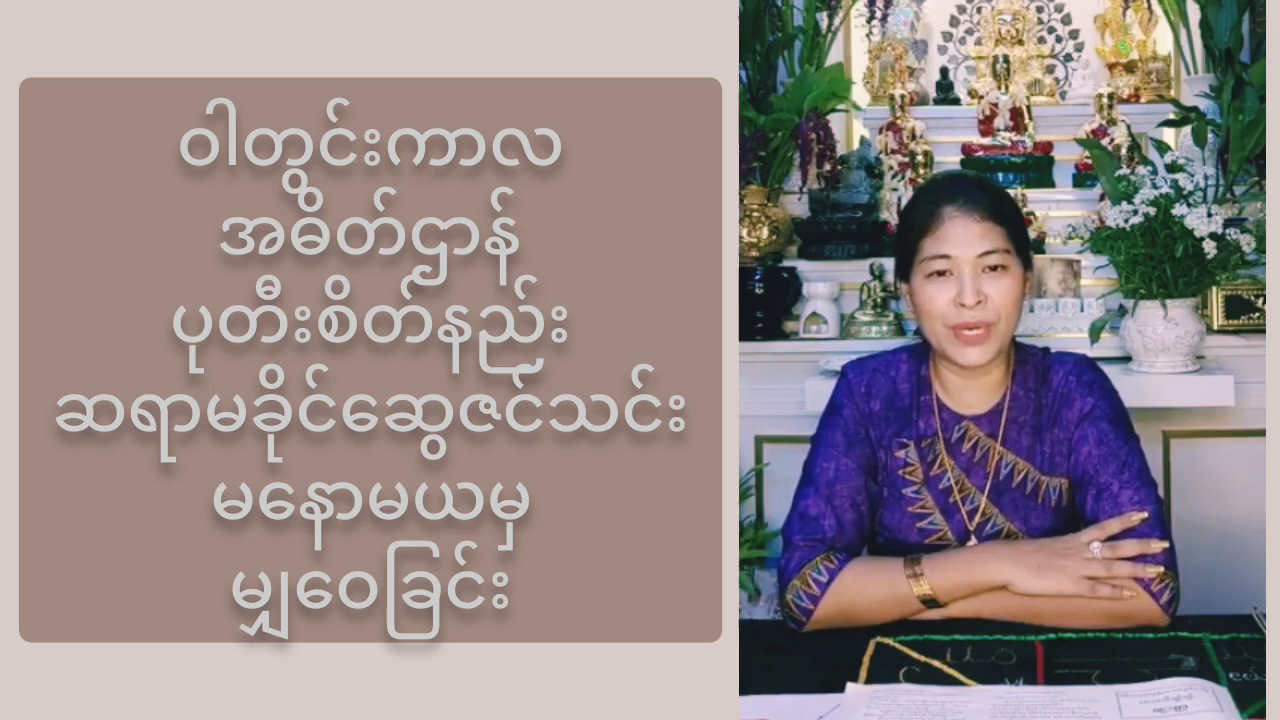 ဝါတွင်းကာလ
အဓိတ်ဌာန်
ပုတီးစိတ်နည်း
ဆရာမခိုင်ဆွေဇင်သင်း
မနောမယမှ
မျှဝေခြင်း